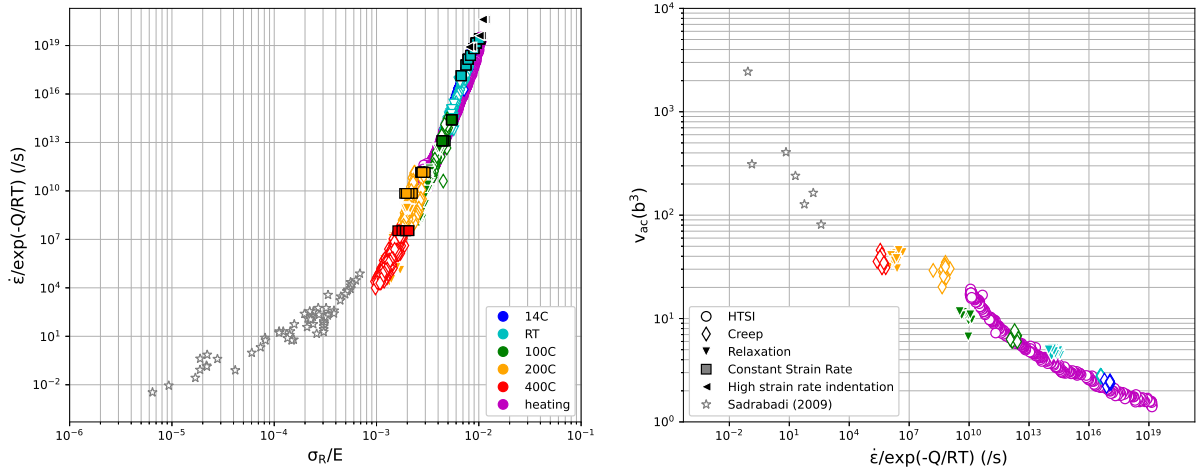 10^19
10^16
10^13
10^10
10^7
10^4
10^1
10^−2
ε̇/exp(-Q/RT) (/s)
10^−6 10^−5 10^−4 10^−3 10^−2 10^−1
σ_R/E
14C
RT
100C
200C
400C
heating
10^4
10^3
10^2
10^1
10^0
v_ac(b^3)
10^−2 10^1 10^4 10^7 10^10 10^13 10^16 10^19
ε̇/exp(-Q/RT) (/s)
HTSI
Creep
Relaxation
Constant Strain Rate
High strain rate indentation
Sadrabadi (2009)